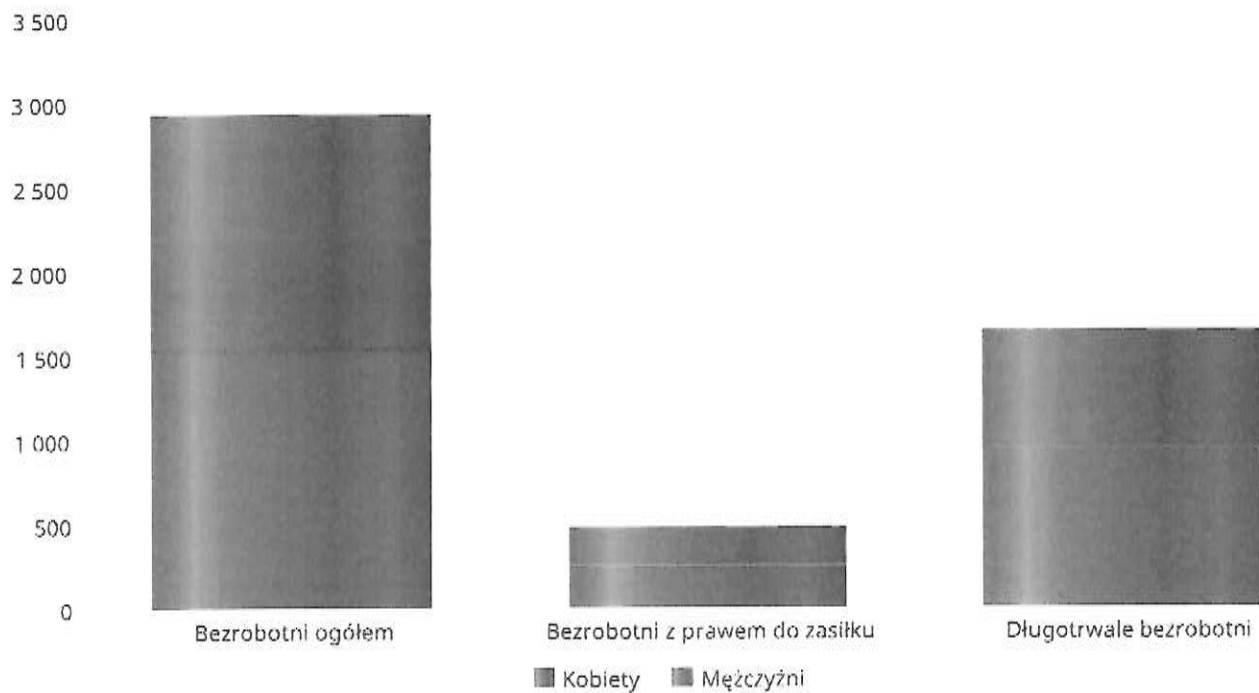 3 500
3 000
2 500
2 000
1 500
1 000
500
0
Bezrobotni ogółem
Bezrobotni z prawem do zasiłku
Długotrwale bezrobotni
Kobiety
Mężczyźni